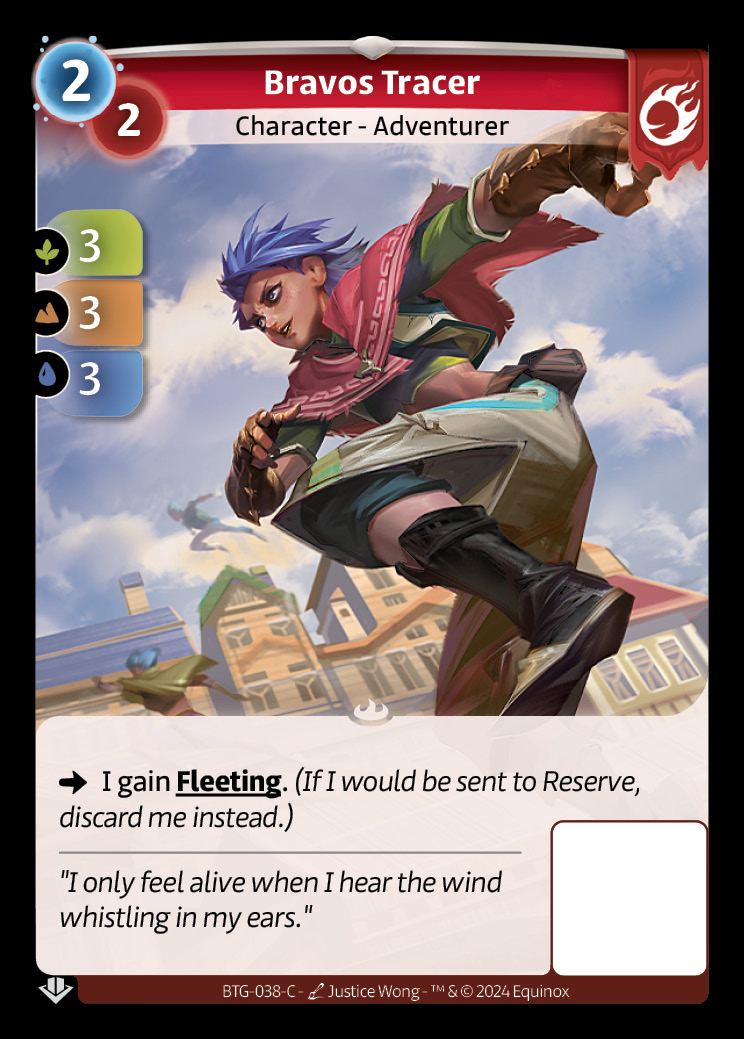 2
Bravos Tracer
2
Character - Adventurer
3
3
3
I gain Fleeting. (If I would be sent to Reserve,
discard me instead.)
"I only feel alive when I hear the wind
whistling in my ears."
BTG-038-C - Justice Wong - ™ & © 2024 Equinox